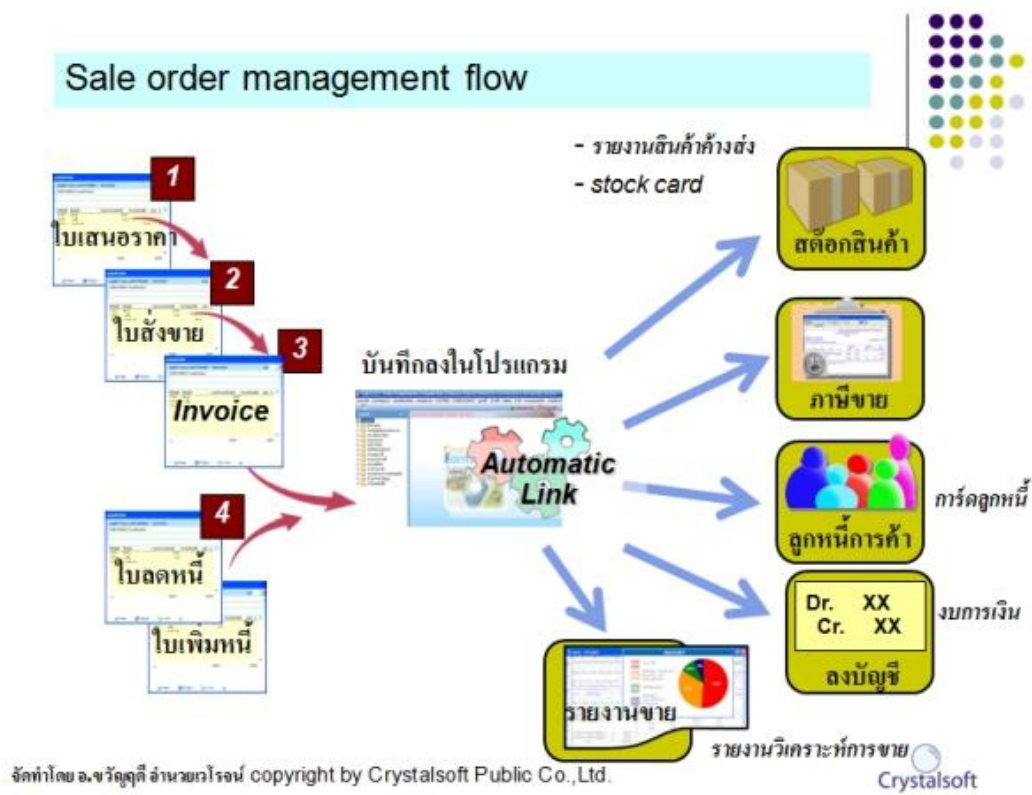 Sale order management flow
- รายงานสินค้าค้างส่ง
- stock card
1
ใบเสนอราคา
2
ใบสั่งขาย
3
Invoice
4
ใบลดหนี้
ใบเพิ่มหนี้
บันทึกลงในโปรแกรม
Automatic
Link
สต๊อกสินค้า
ภาษีขาย
ลูกหนี้การค้า
การ์ดลูกหนี้
Dr. XX
Cr. XX
ลงบัญชี
งบการเงิน
รายงานขาย
รายงานวิเคราะห์การขาย
จัดทำโดย อ.ขวัญฤดี อำนวยเวโรจน์ copyright by Crystalsoft Public Co.,Ltd.
Crystalsoft